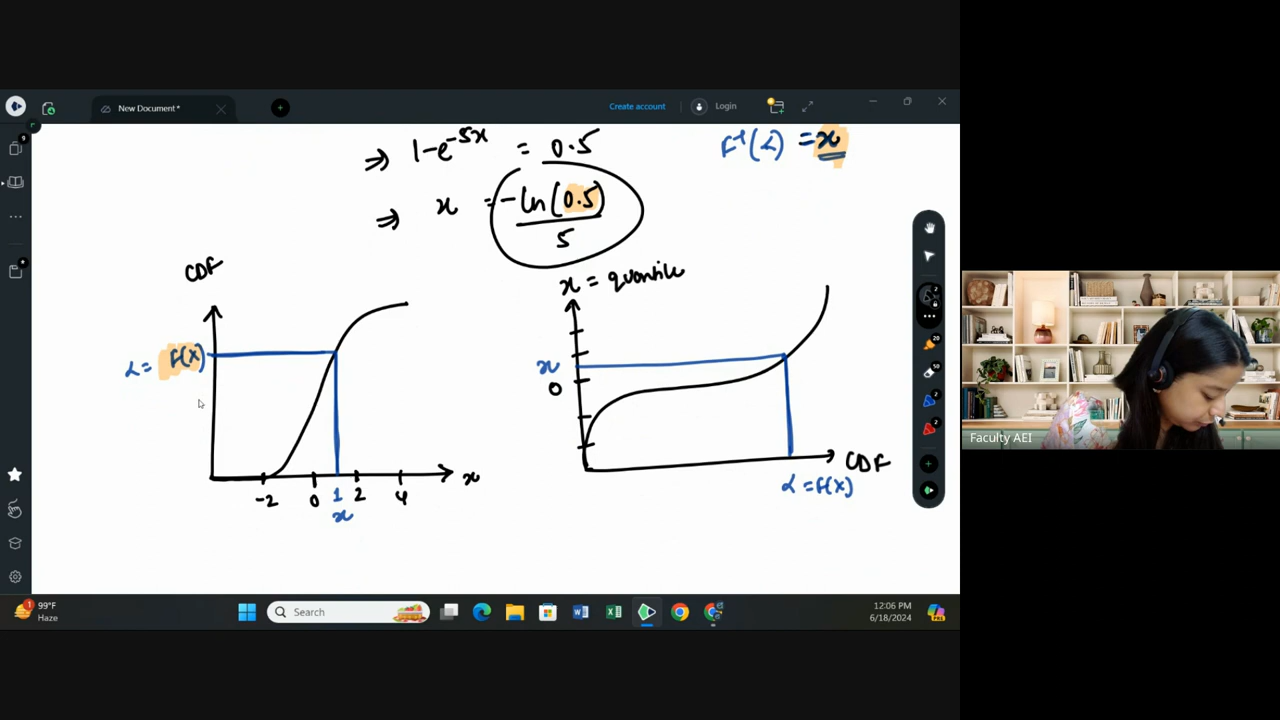 New Document*
Create account
Login
⇒ 1-e^-5x = 0.5
F^-1(α) = x
⇒ x = -ln(0.5)/5
CDF
α = F(x)
-2 0 1 2 4
x
x
x = quantile
x
0
CDF
α = F(x)
Faculty AEI
99°F
Haze
Search
12:06 PM
6/18/2024